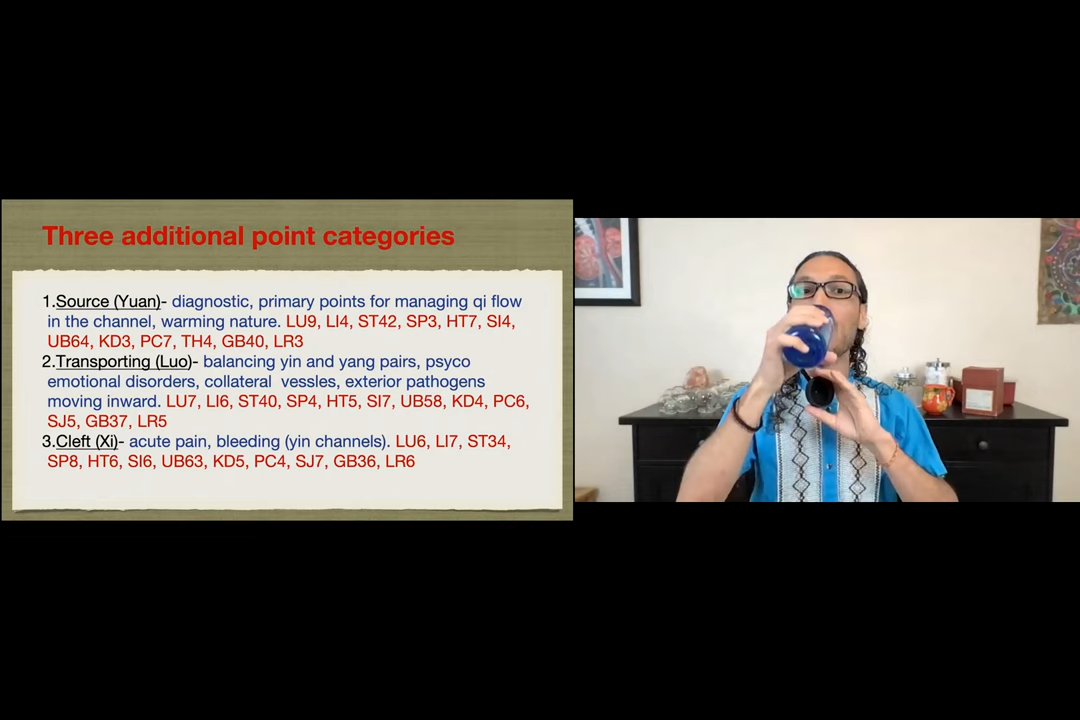 Three additional point categories
1.Source (Yuan)- diagnostic, primary points for managing qi flow
in the channel, warming nature. LU9, LI4, ST42, SP3, HT7, SI4,
UB64, KD3, PC7, TH4, GB40, LR3
2.Transporting (Luo)- balancing yin and yang pairs, psyco
emotional disorders, collateral  vessles, exterior pathogens
moving inward. LU7, LI6, ST40, SP4, HT5, SI7, UB58, KD4, PC6,
SJ5, GB37, LR5
3.Cleft (Xi)- acute pain, bleeding (yin channels). LU6, LI7, ST34,
SP8, HT6, SI6, UB63, KD5, PC4, SJ7, GB36, LR6